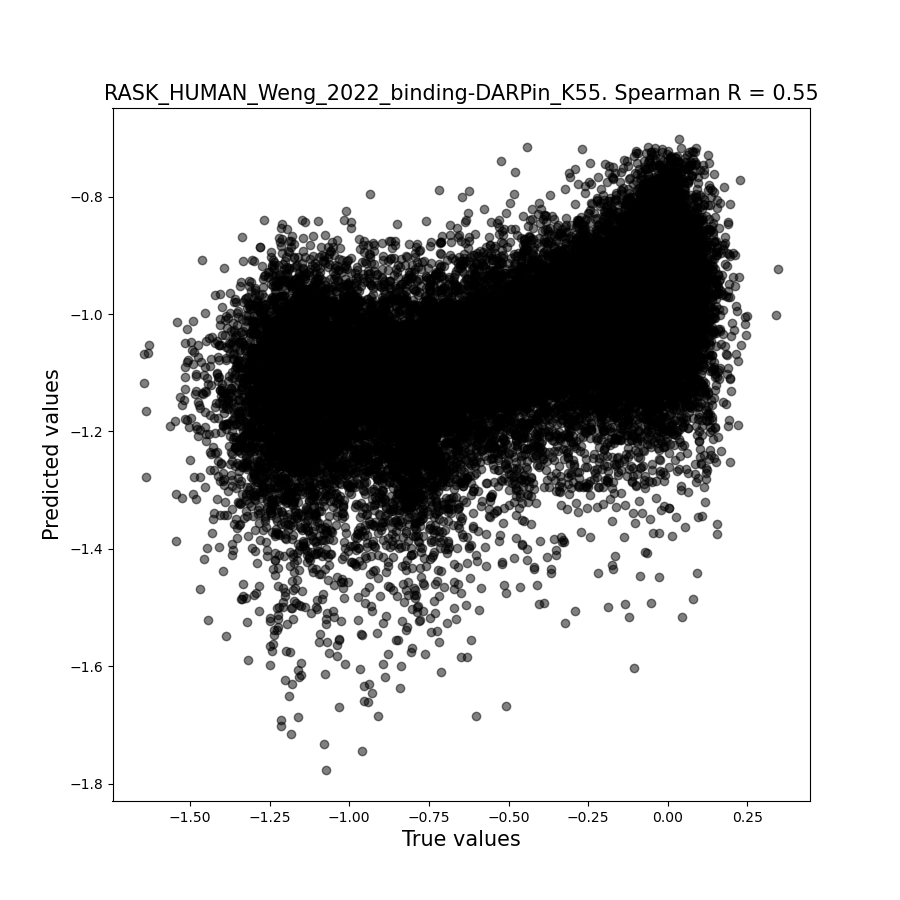 RASK_HUMAN_Weng_2022_binding-DARPin_K55. Spearman R = 0.55
Predicted values
−0.8
−1.0
−1.2
−1.4
−1.6
−1.8
−1.50 −1.25 −1.00 −0.75 −0.50 −0.25 0.00 0.25
True values